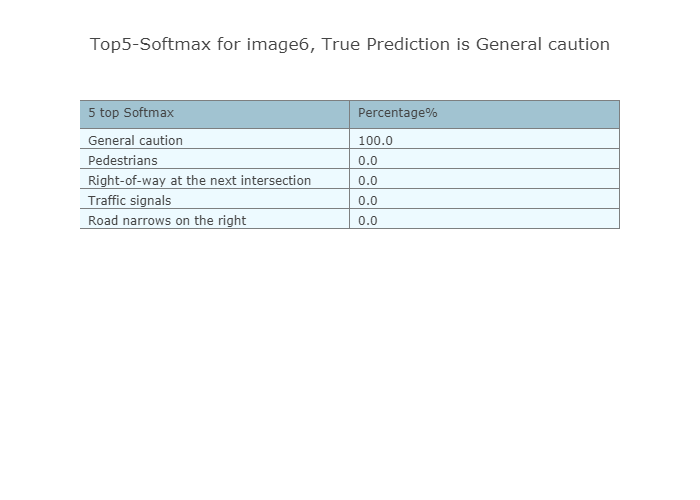 Top5-Softmax for image6, True Prediction is General caution
5 top Softmax Percentage%
General caution 100.0
Pedestrians 0.0
Right-of-way at the next intersection 0.0
Traffic signals 0.0
Road narrows on the right 0.0